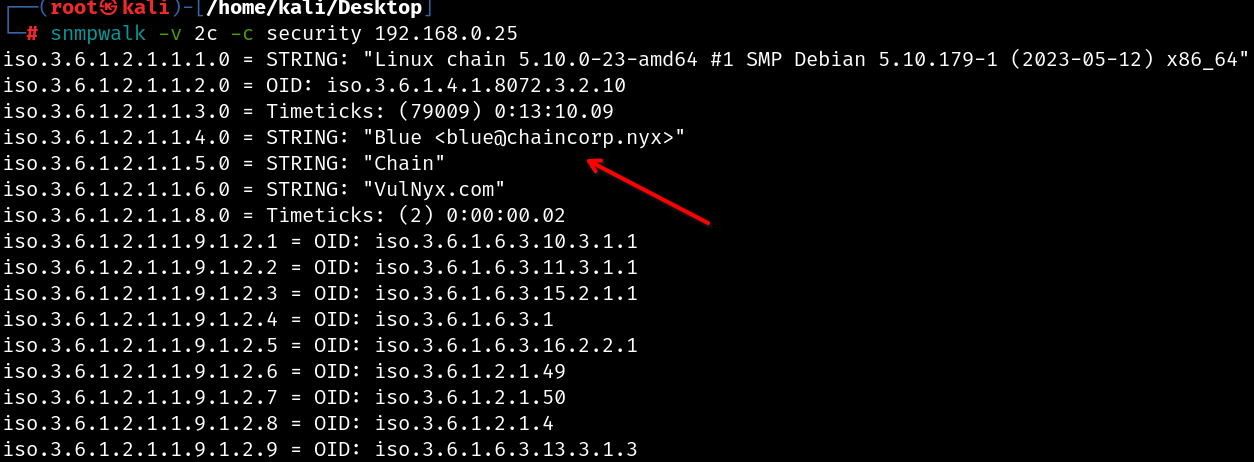 ┌──(root㉿kali)-[/home/kali/Desktop]
└─# snmpwalk -v 2c -c security 192.168.0.25
iso.3.6.1.2.1.1.1.0 = STRING: "Linux chain 5.10.0-23-amd64 #1 SMP Debian 5.10.179-1 (2023-05-12) x86_64"
iso.3.6.1.2.1.1.2.0 = OID: iso.3.6.1.4.1.8072.3.2.10
iso.3.6.1.2.1.1.3.0 = Timeticks: (79009) 0:13:10.09
iso.3.6.1.2.1.1.4.0 = STRING: "Blue <blue@chaincorp.nyx>"
iso.3.6.1.2.1.1.5.0 = STRING: "Chain"
iso.3.6.1.2.1.1.6.0 = STRING: "VulNyx.com"
iso.3.6.1.2.1.1.8.0 = Timeticks: (2) 0:00:00.02
iso.3.6.1.2.1.1.9.1.2.1 = OID: iso.3.6.1.6.3.10.3.1.1
iso.3.6.1.2.1.1.9.1.2.2 = OID: iso.3.6.1.6.3.11.3.1.1
iso.3.6.1.2.1.1.9.1.2.3 = OID: iso.3.6.1.6.3.15.2.1.1
iso.3.6.1.2.1.1.9.1.2.4 = OID: iso.3.6.1.6.3.1
iso.3.6.1.2.1.1.9.1.2.5 = OID: iso.3.6.1.6.3.16.2.2.1
iso.3.6.1.2.1.1.9.1.2.6 = OID: iso.3.6.1.2.1.49
iso.3.6.1.2.1.1.9.1.2.7 = OID: iso.3.6.1.2.1.50
iso.3.6.1.2.1.1.9.1.2.8 = OID: iso.3.6.1.2.1.4
iso.3.6.1.2.1.1.9.1.2.9 = OID: iso.3.6.1.6.3.13.3.1.3